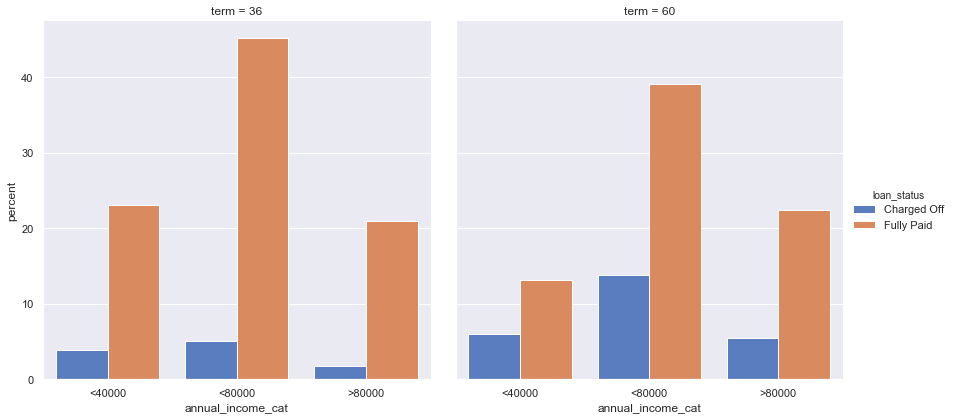 term = 36
term = 60
percent
40
30
20
10
0
<40000
<80000
>80000
<40000
<80000
>80000
annual_income_cat
annual_income_cat
loan_status
Charged Off
Fully Paid